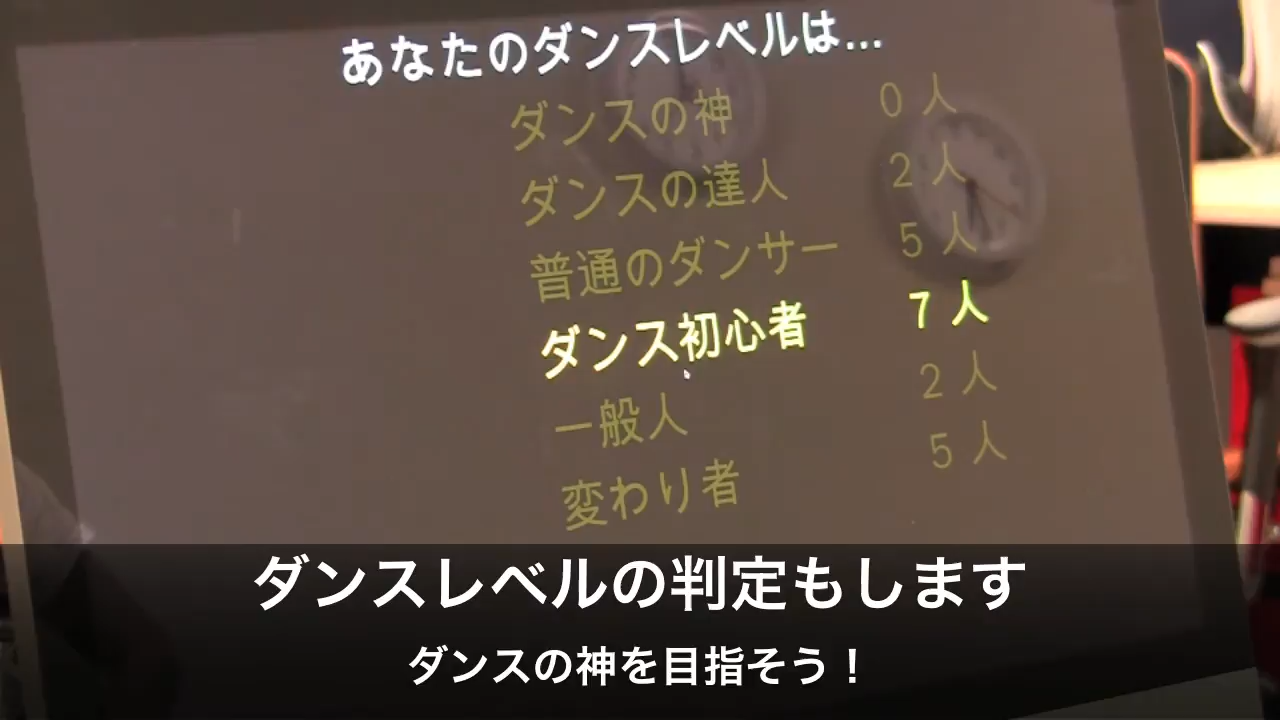 あなたのダンスレベルは...
ダンスの神 0 人
ダンスの達人 2 人
普通のダンサー 5 人
ダンス初心者 7 人
一般人 2 人
変わり者 5 人
ダンスレベルの判定もします
ダンスの神を目指そう！